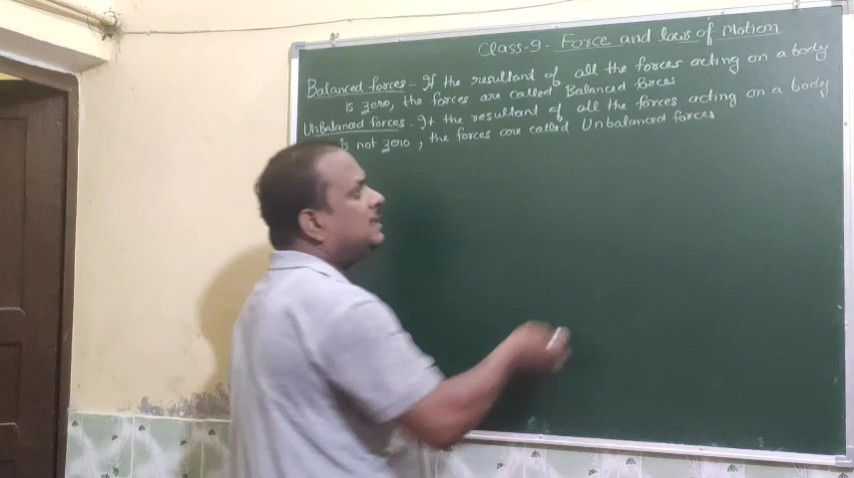 Class-9- Force and laws of Motion
Balanced forces - If the resultant of all the forces acting on a body
is zero, the forces are called Balanced forces
UnBalanced forces - If the resultant of all the forces acting on a body
is not zero, the forces are called Unbalanced forces